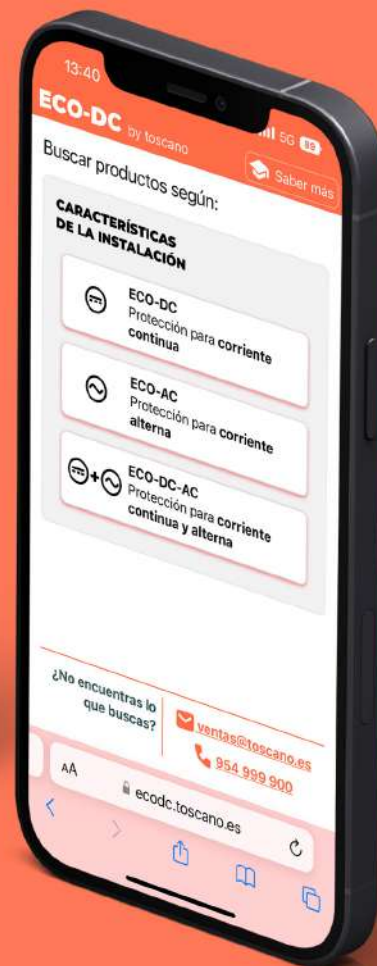 13:40
5G 89
ECO-DC by toscano
Saber más
Buscar productos según:
CARACTERÍSTICAS
DE LA INSTALACIÓN
ECO-DC
Protección para corriente
continua
ECO-AC
Protección para corriente
alterna
+
ECO-DC-AC
Protección para corriente
continua y alterna
¿No encuentras lo
que buscas?
ventas@toscano.es
954 999 900
AA
ecodc.toscano.es